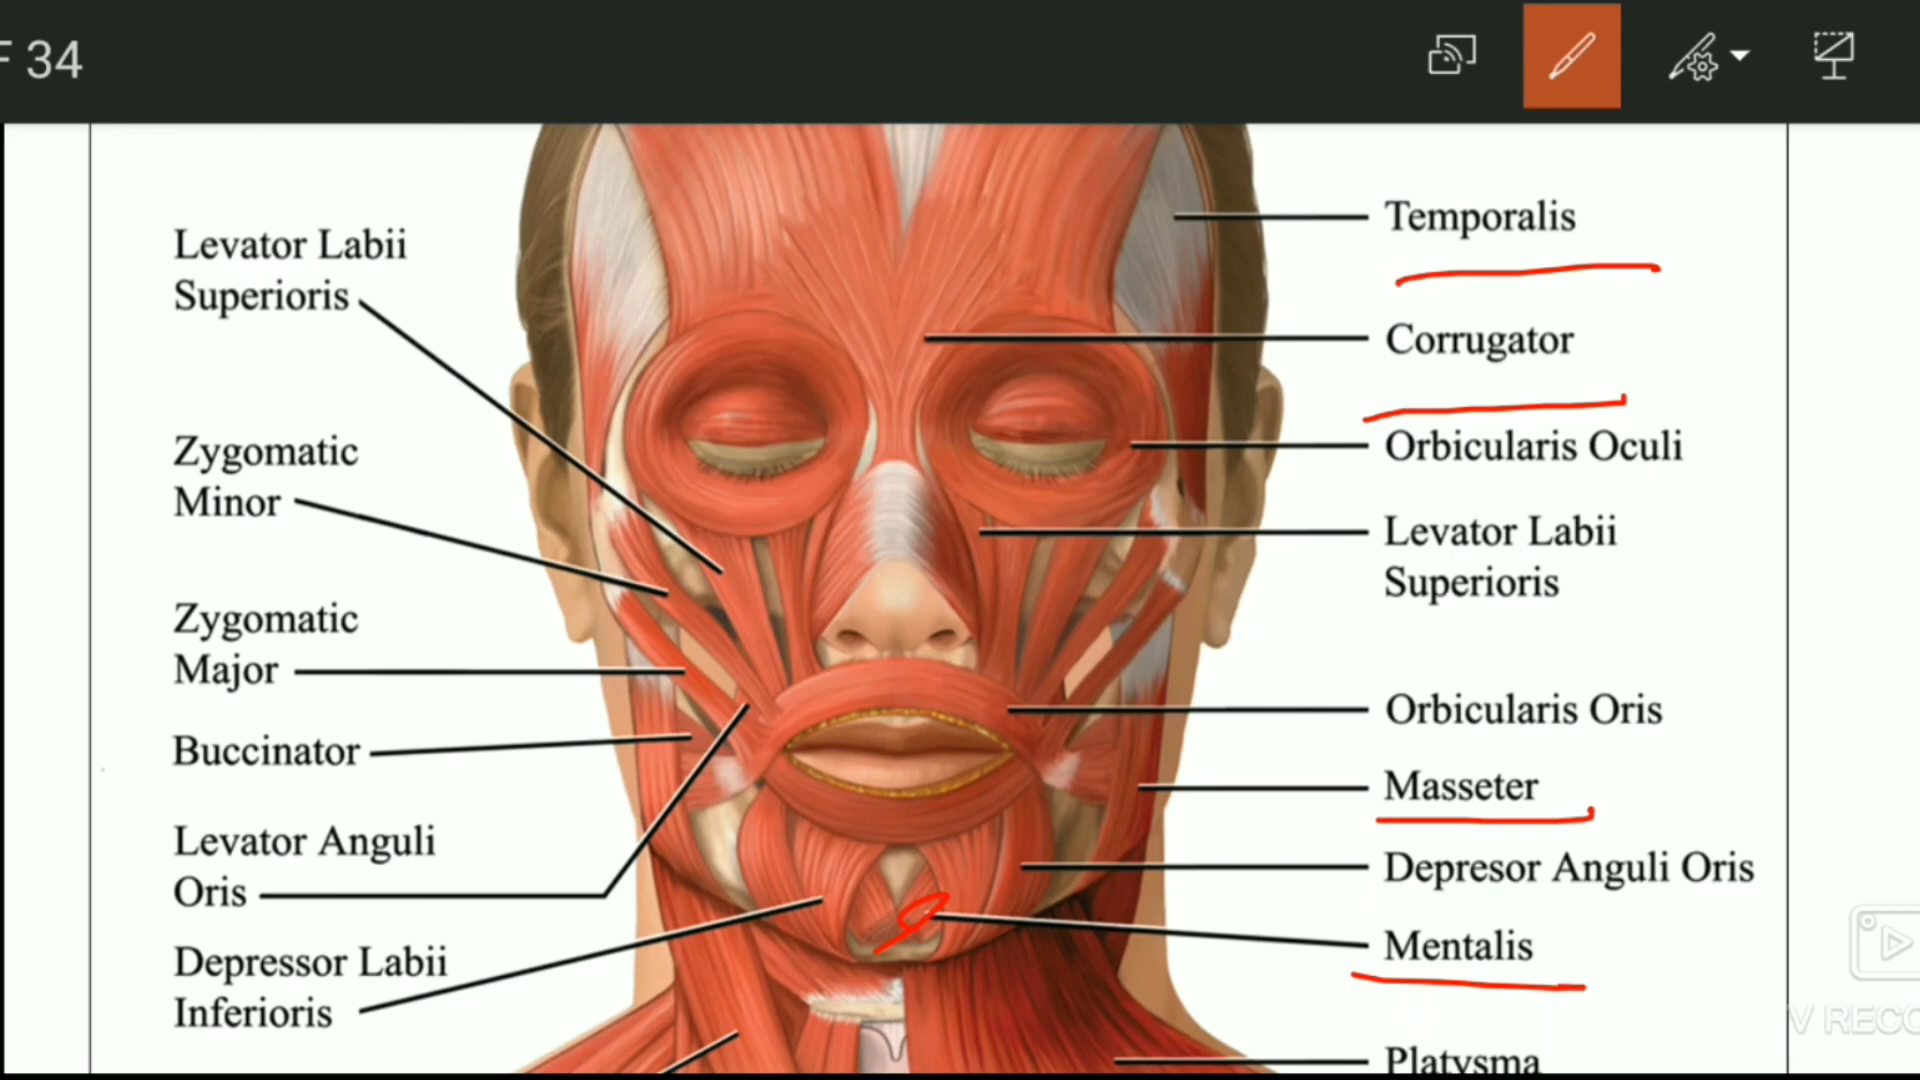 F 34
Levator Labii
Superioris
Zygomatic
Minor
Zygomatic
Major
Buccinator
Levator Anguli
Oris
Depressor Labii
Inferioris
Temporalis
Corrugator
Orbicularis Oculi
Levator Labii
Superioris
Orbicularis Oris
Masseter
Depresor Anguli Oris
Mentalis
Platysma
V RECO